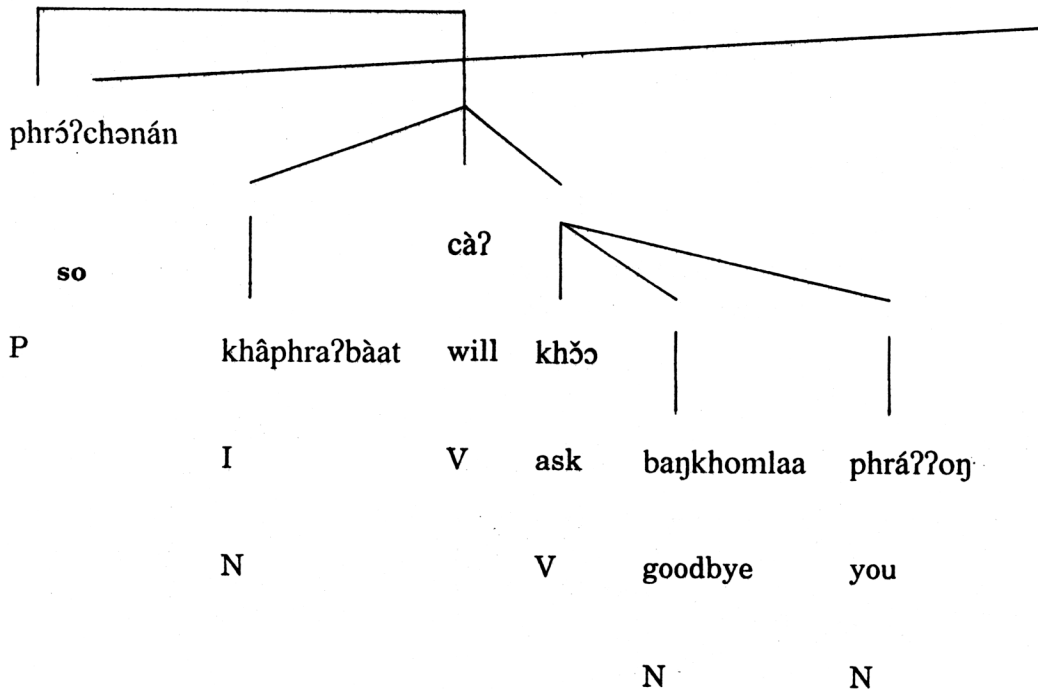 phrɔ́ʔchənán
càʔ
so
P khâphraʔbàat will khɔ̌ɔ
I V ask baŋkhomlaa phráʔʔoŋ
N V goodbye you
N N